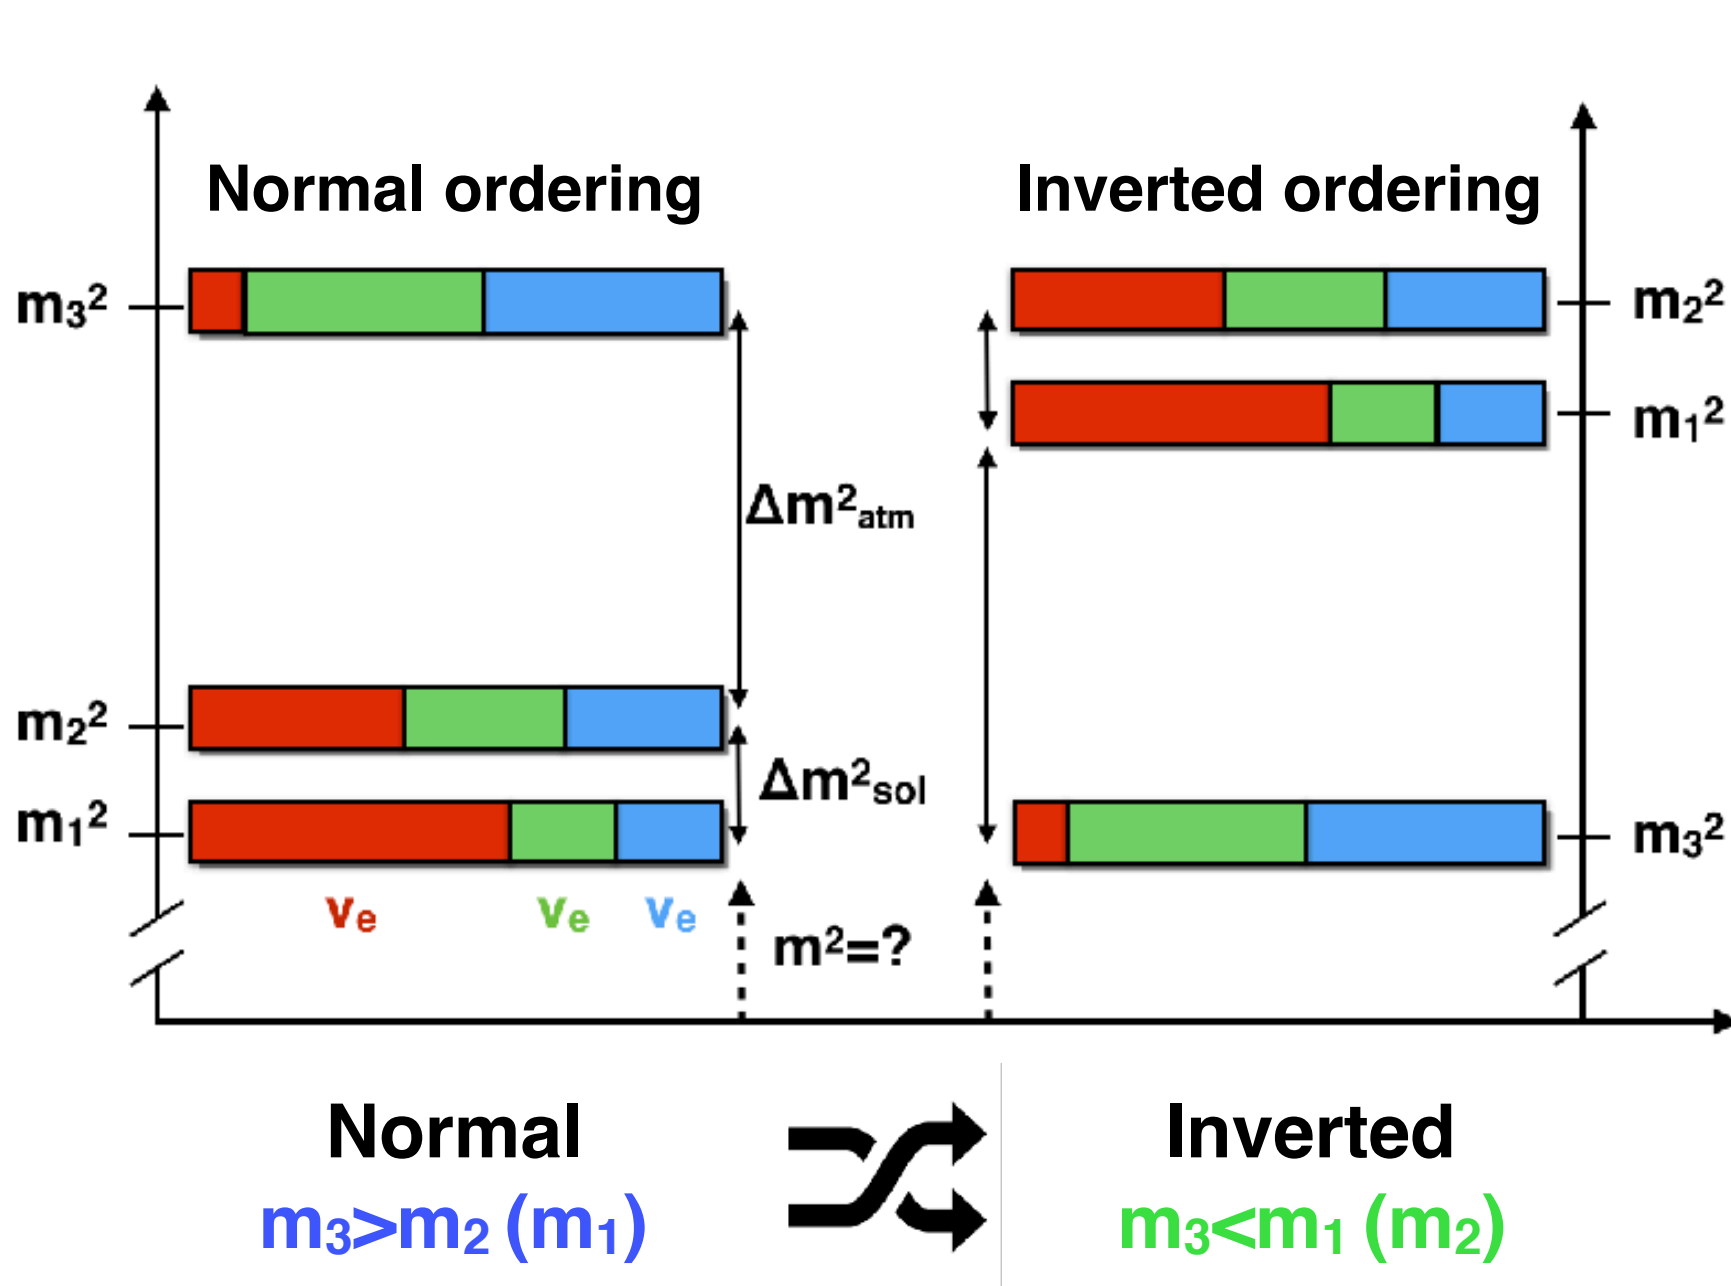 Normal ordering
Inverted ordering
m₃²
m₂²
m₁²
Δm²atm
m₂²
Δm²sol
m₁²
m₃²
νe νe νe
m²=?
Normal
Inverted
m₃>m₂ (m₁)
m₃<m₁ (m₂)